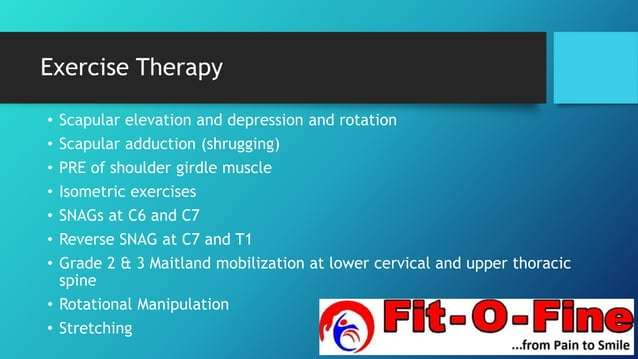 Exercise Therapy
• Scapular elevation and depression and rotation
• Scapular adduction (shrugging)
• PRE of shoulder girdle muscle
• Isometric exercises
• SNAGs at C6 and C7
• Reverse SNAG at C7 and T1
• Grade 2 & 3 Maitland mobilization at lower cervical and upper thoracic
spine
• Rotational Manipulation
• Stretching
Fit-O-Fine
...from Pain to Smile